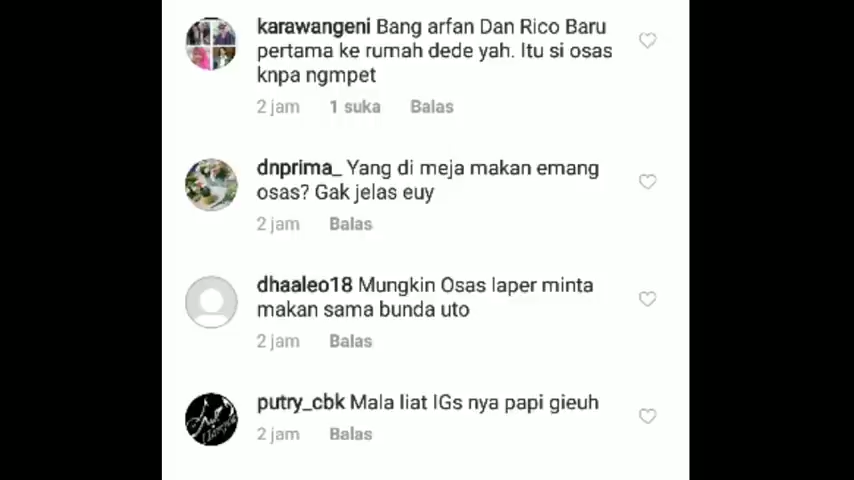 karawangeni Bang arfan Dan Rico Baru
pertama ke rumah dede yah. Itu si osas
knpa ngmpet
2 jam 1 suka Balas
dnprima_ Yang di meja makan emang
osas? Gak jelas euy
2 jam Balas
dhaaleo18 Mungkin Osas laper minta
makan sama bunda uto
2 jam Balas
putry_cbk Mala liat IGs nya papi gieuh
2 jam Balas